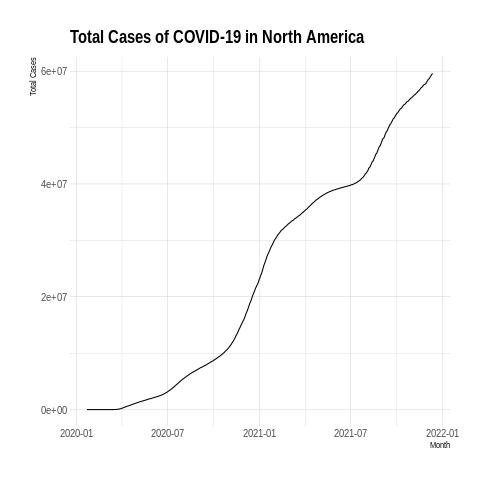 Total Cases of COVID-19 in North America
Total Cases
6e+07
4e+07
2e+07
0e+00
2020-01 2020-07 2021-01 2021-07 2022-01
Month